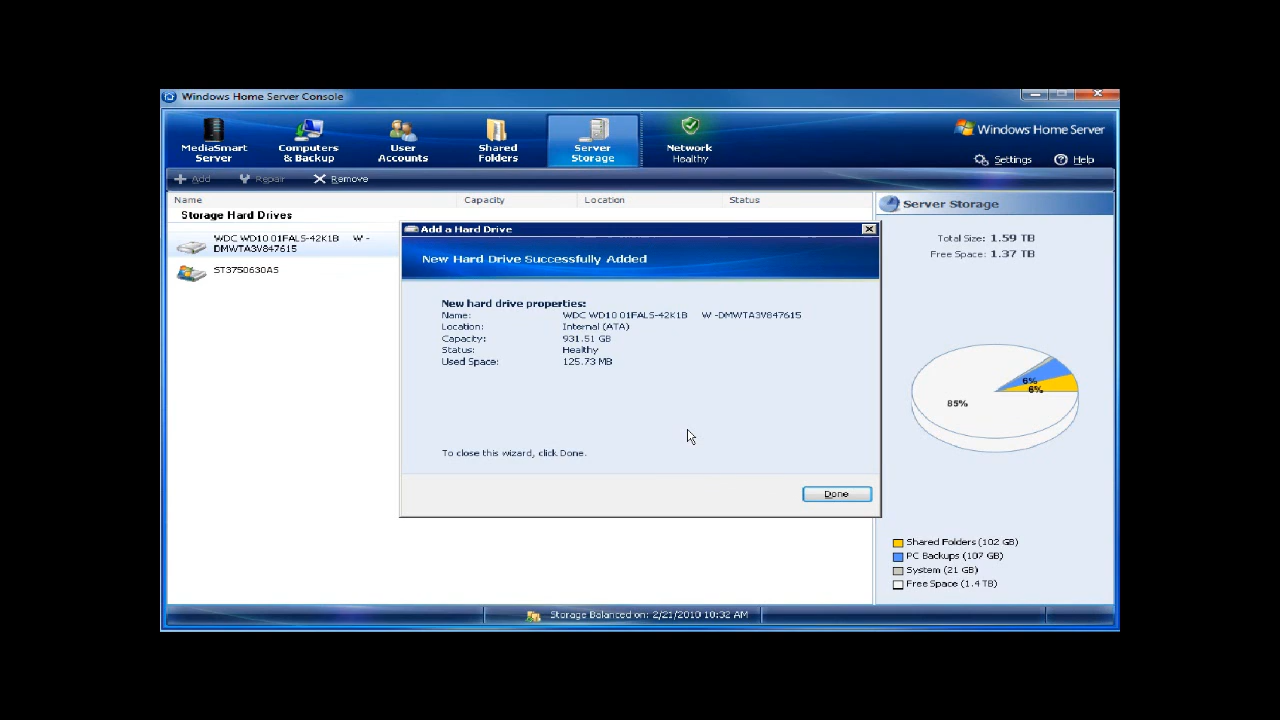 Windows Home Server Console
MediaSmart Server
Computers & Backup
User Accounts
Shared Folders
Server Storage
Network Healthy
Windows Home Server
Settings
Help
Add
Repair
Remove
Name
Capacity
Location
Status
Storage Hard Drives
WDC WD10 01FALS-42K1B W -
DMWTA3V847615
ST3750630AS
Add a Hard Drive
New Hard Drive Successfully Added
New hard drive properties:
Name: WDC WD10 01FALS-42K1B W -DMWTA3V847615
Location: Internal (ATA)
Capacity: 931.51 GB
Status: Healthy
Used Space: 125.73 MB
To close this wizard, click Done.
Done
Server Storage
Total Size: 1.59 TB
Free Space: 1.37 TB
6%
6%
85%
Shared Folders (102 GB)
PC Backups (107 GB)
System (21 GB)
Free Space (1.4 TB)
Storage Balanced on: 2/21/2010 10:32 AM